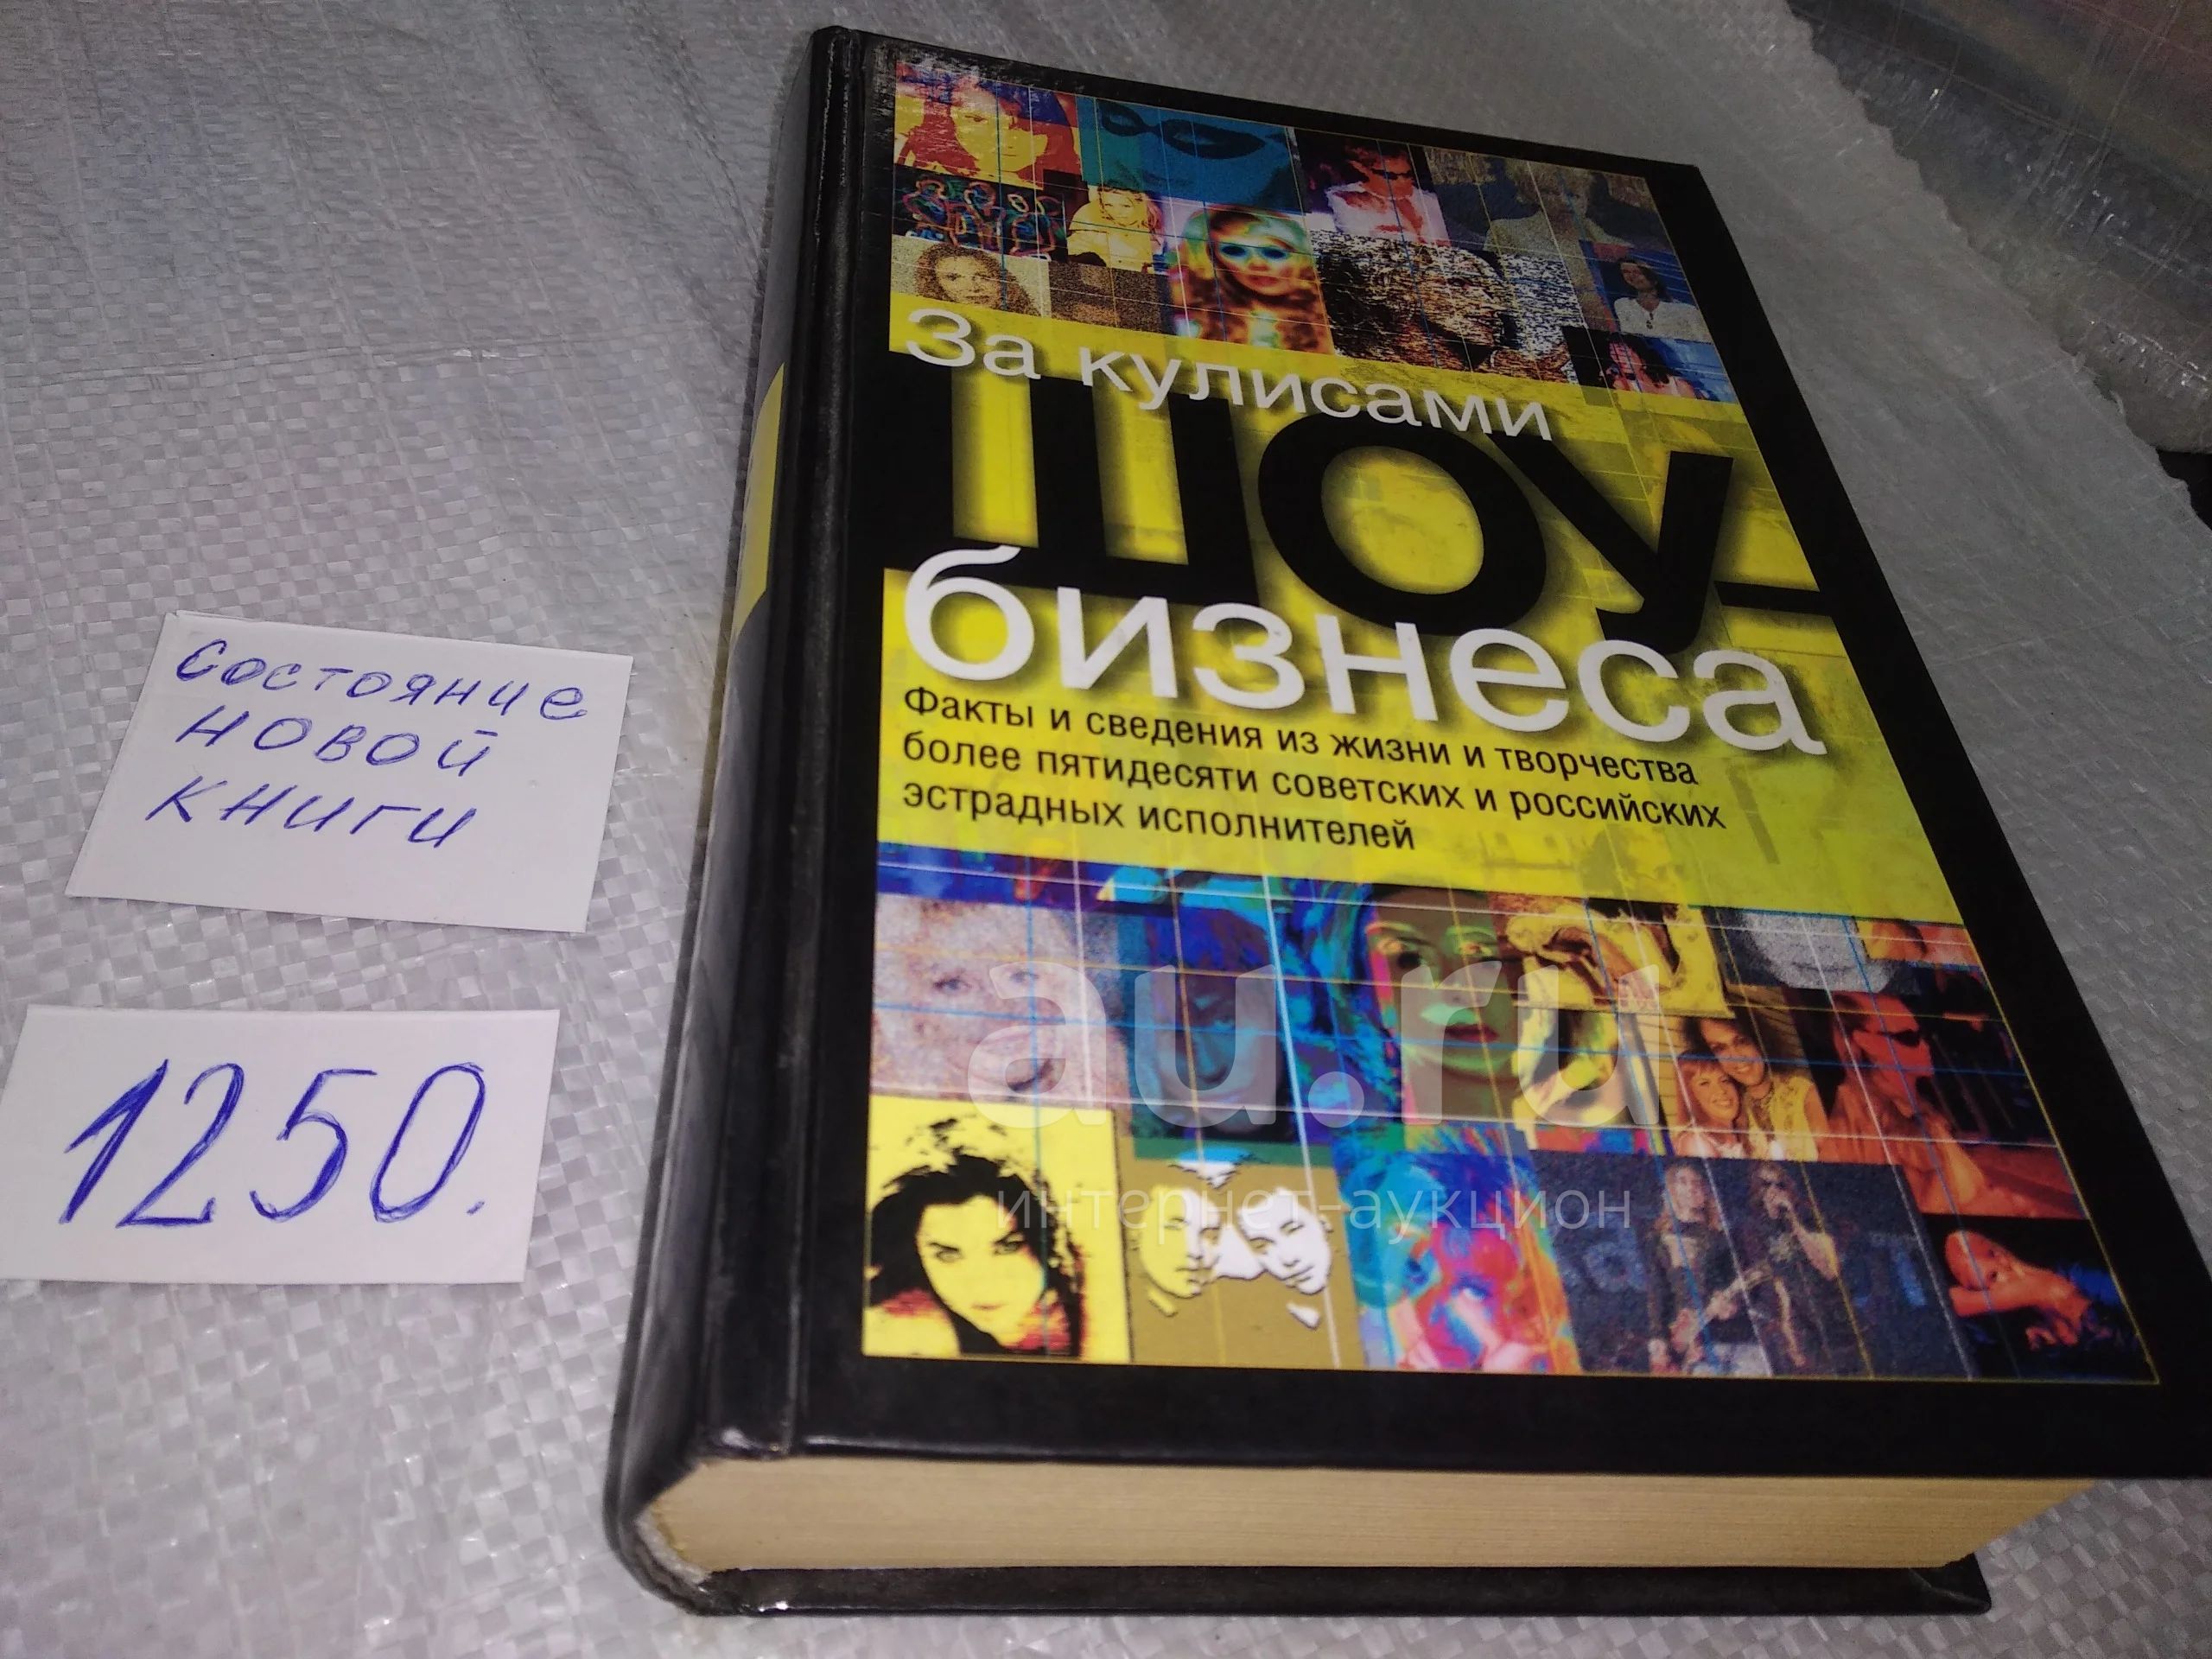 За кулисами
шоу-
бизнеса
Факты и сведения из жизни и творчества
более пятидесяти советских и российских
эстрадных исполнителей
Состояние
новой
книги
1250.
au.ru
интернет-аукцион